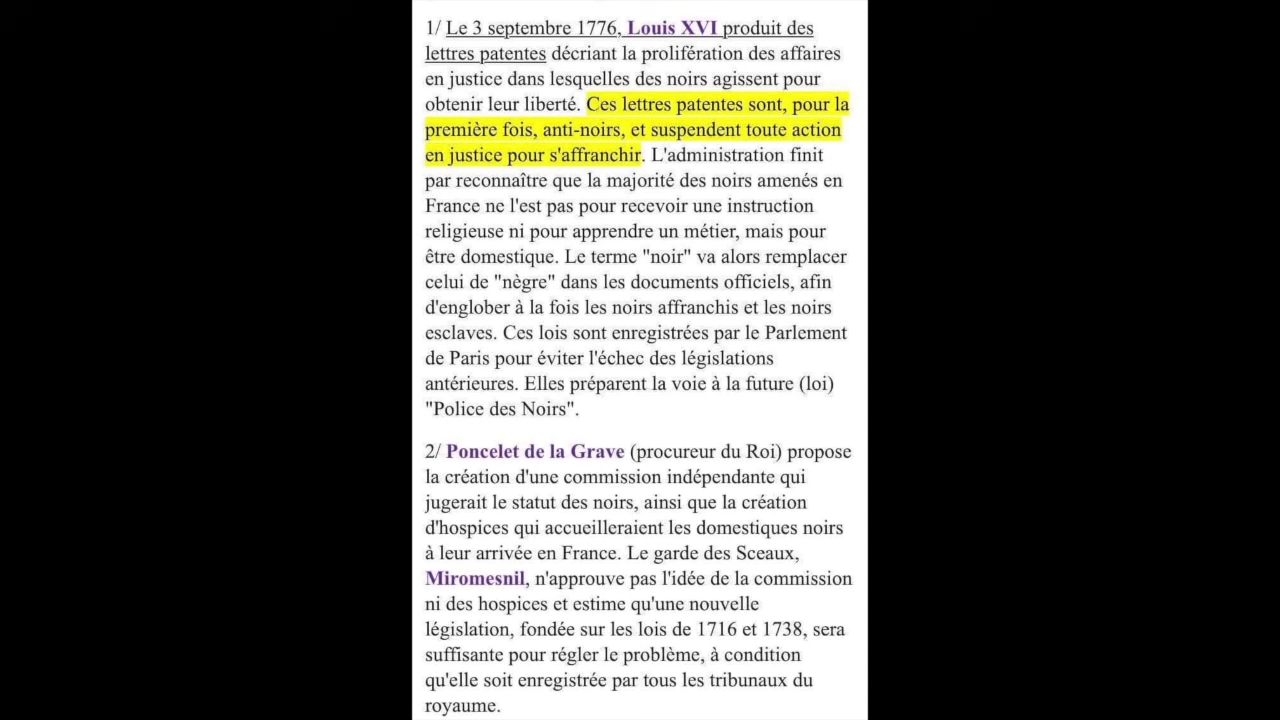 1/ Le 3 septembre 1776, Louis XVI produit des
lettres patentes décriant la prolifération des affaires
en justice dans lesquelles des noirs agissent pour
obtenir leur liberté. Ces lettres patentes sont, pour la
première fois, anti-noirs, et suspendent toute action
en justice pour s'affranchir. L'administration finit
par reconnaître que la majorité des noirs amenés en
France ne l'est pas pour recevoir une instruction
religieuse ni pour apprendre un métier, mais pour
être domestique. Le terme "noir" va alors remplacer
celui de "nègre" dans les documents officiels, afin
d'englober à la fois les noirs affranchis et les noirs
esclaves. Ces lois sont enregistrées par le Parlement
de Paris pour éviter l'échec des législations
antérieures. Elles préparent la voie à la future (loi)
"Police des Noirs".
2/ Poncelet de la Grave (procureur du Roi) propose
la création d'une commission indépendante qui
jugerait le statut des noirs, ainsi que la création
d'hospices qui accueilleraient les domestiques noirs
à leur arrivée en France. Le garde des Sceaux,
Miromesnil, n'approuve pas l'idée de la commission
ni des hospices et estime qu'une nouvelle
législation, fondée sur les lois de 1716 et 1738, sera
suffisante pour régler le problème, à condition
qu'elle soit enregistrée par tous les tribunaux du
royaume.